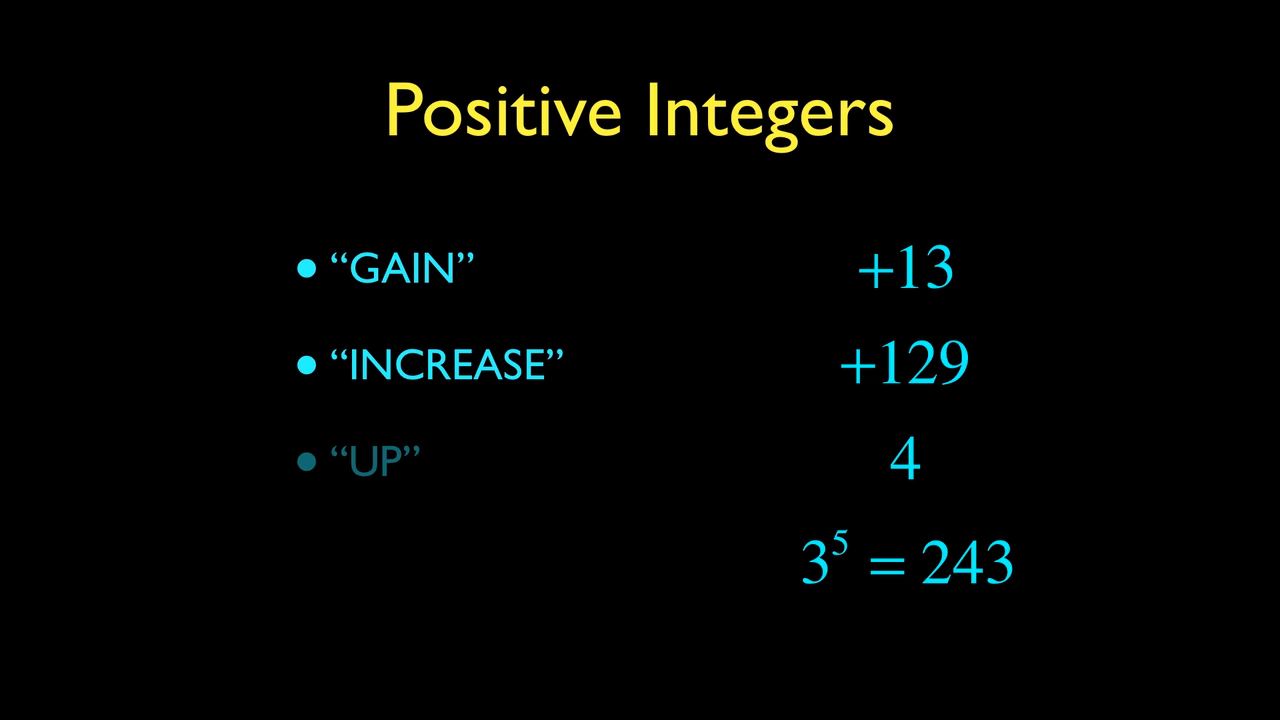 Positive Integers
• “GAIN” +13
• “INCREASE” +129
• “UP” 4
3⁵ = 243